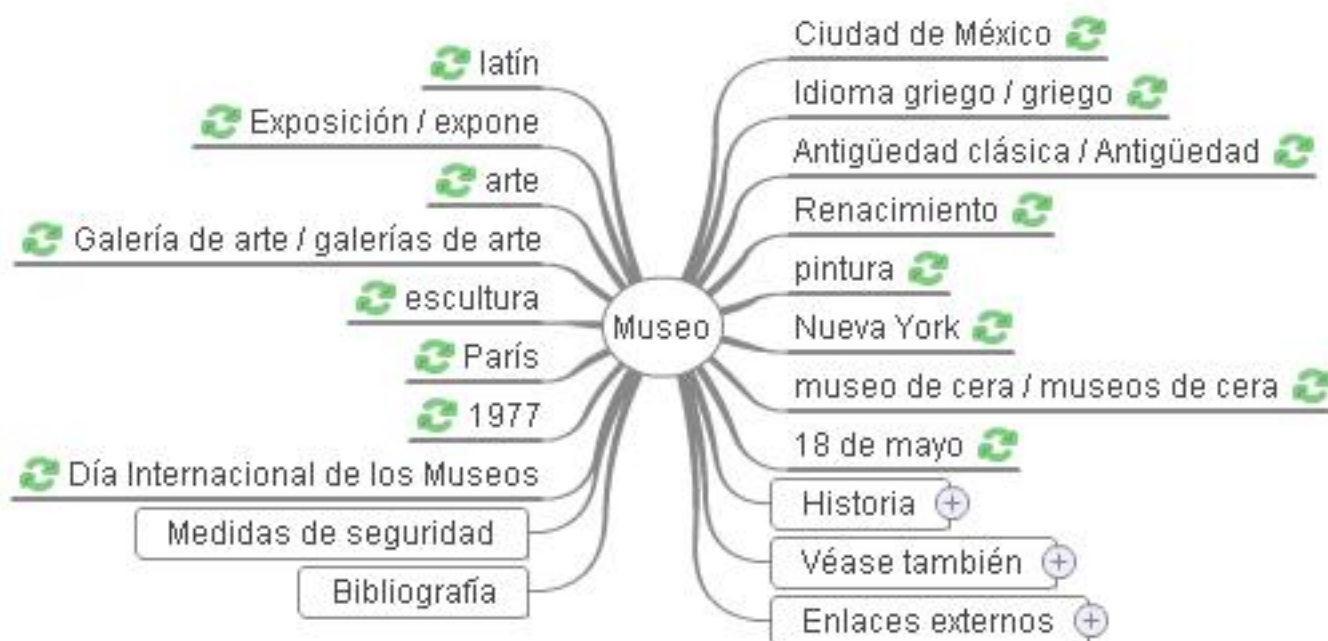 latín
Exposición / expone
arte
Galería de arte / galerías de arte
escultura
París
1977
Día Internacional de los Museos
Medidas de seguridad
Bibliografía
Museo
Ciudad de México
Idioma griego / griego
Antigüedad clásica / Antigüedad
Renacimiento
pintura
Nueva York
museo de cera / museos de cera
18 de mayo
Historia
Véase también
Enlaces externos